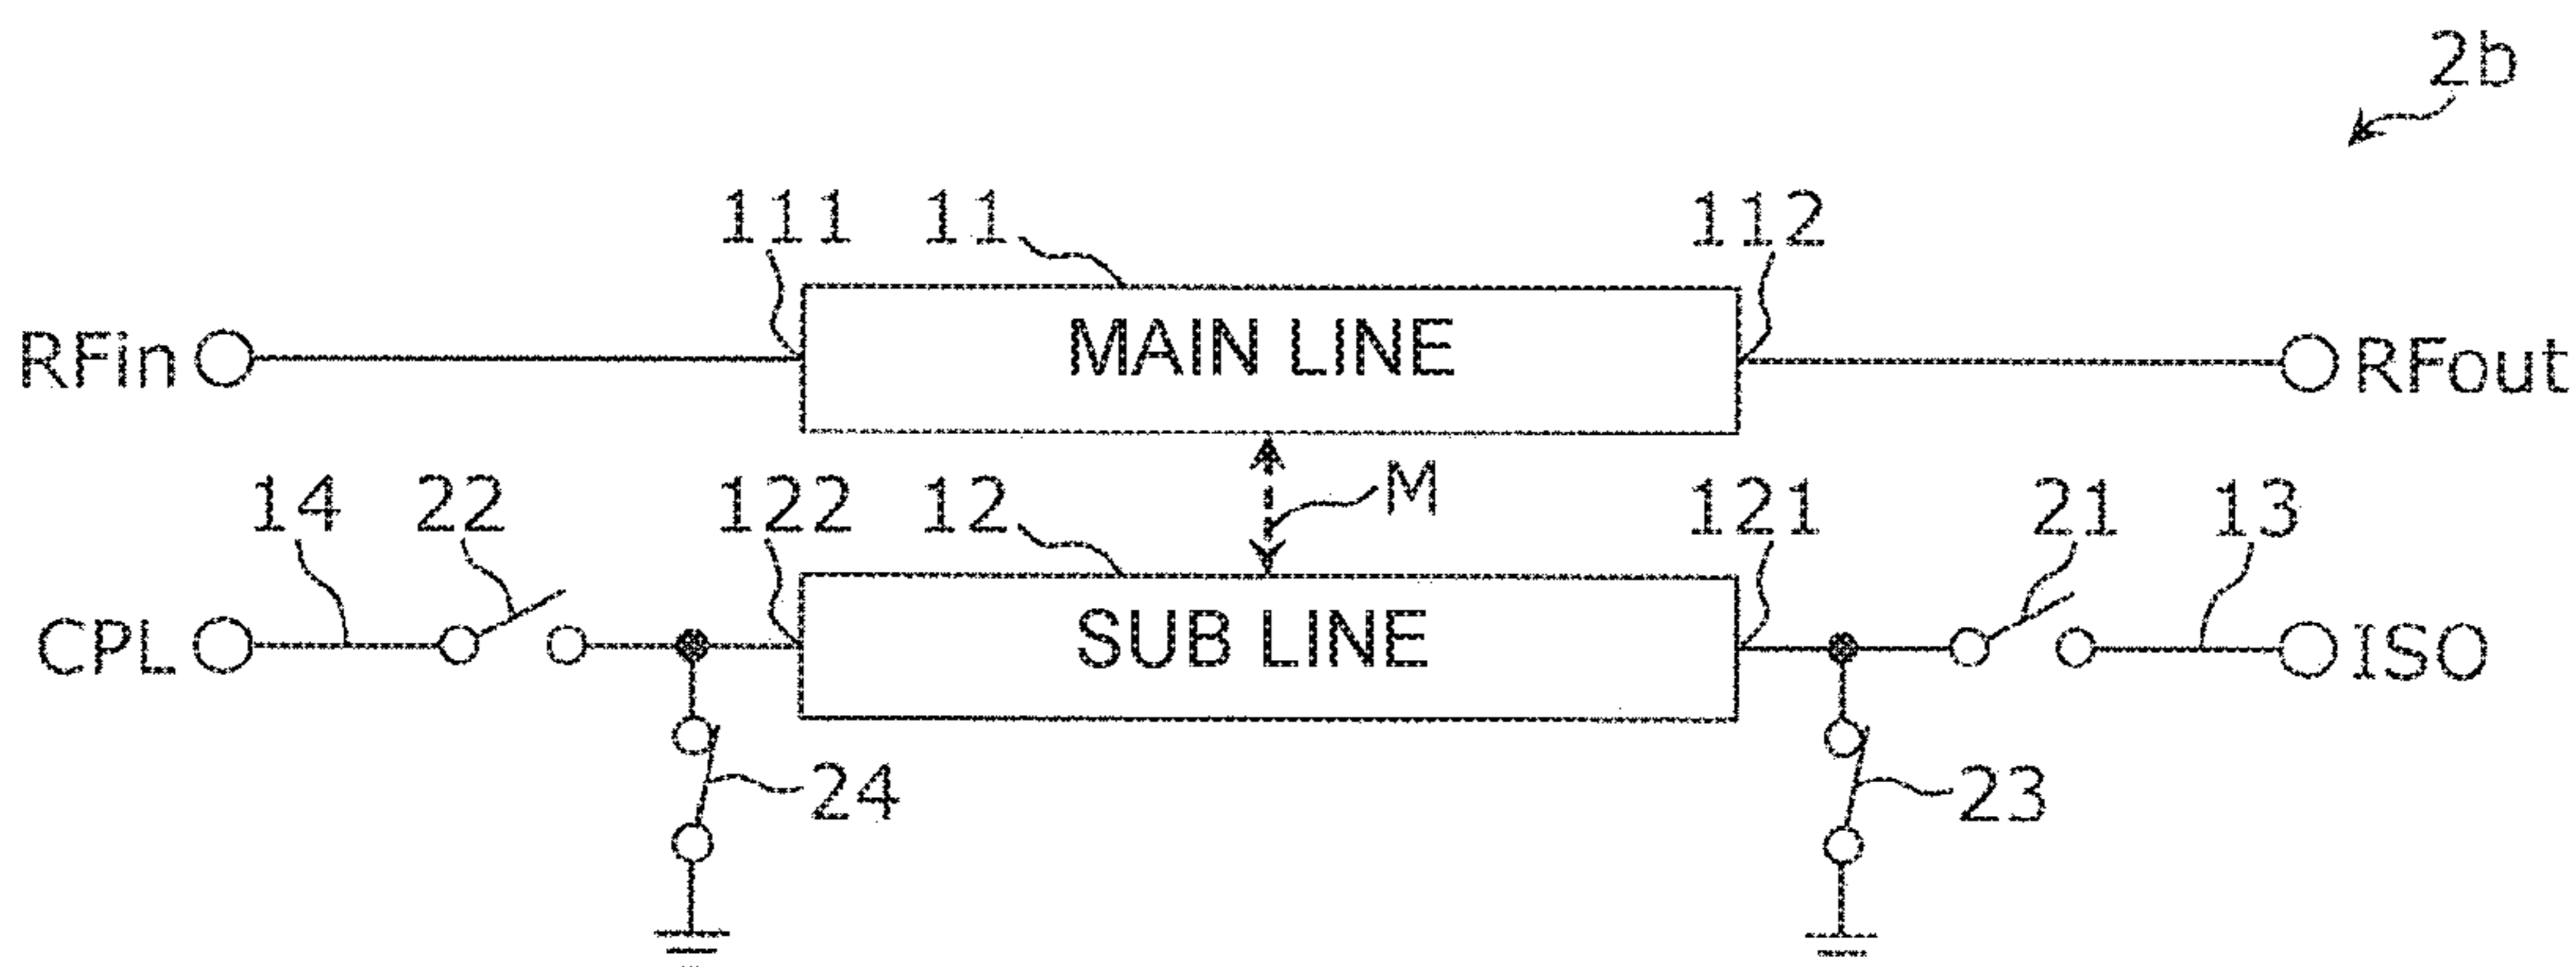 2b
111 11 112
RFin MAIN LINE RFout
14 22 122 12 M 121 21 13
CPL SUB LINE ISO
24 23